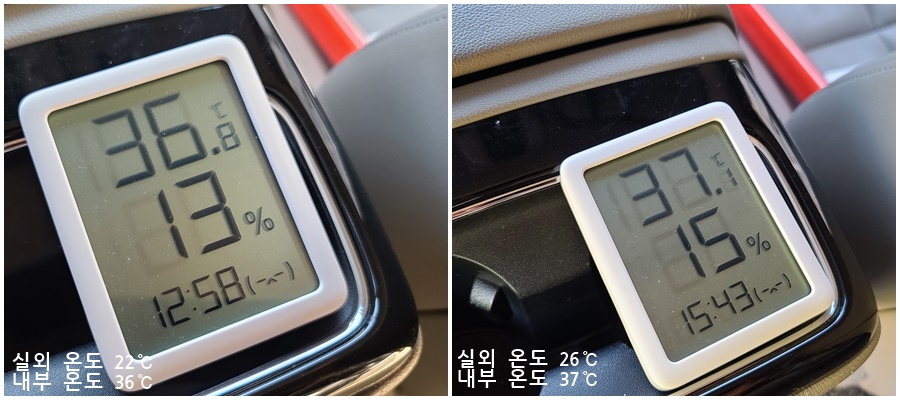 36.8 ℃
13 %
12:58 (-^-)
실외 온도 22℃
내부 온도 36℃
37.1 ℃
15 %
15:43 (-^-)
실외 온도 26℃
내부 온도 37℃